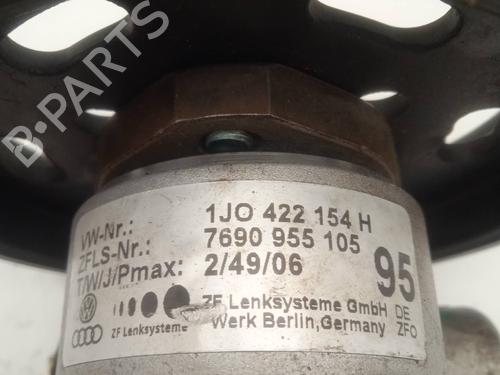 B-PARTS
VW-Nr.: 1JO 422 154 H
ZFLS-Nr.: 7690 955 105
T/W/J/Pmax: 2/49/06 95
ZF Lenksysteme
ZF Lenksysteme GmbH DE
Werk Berlin, Germany ZFO